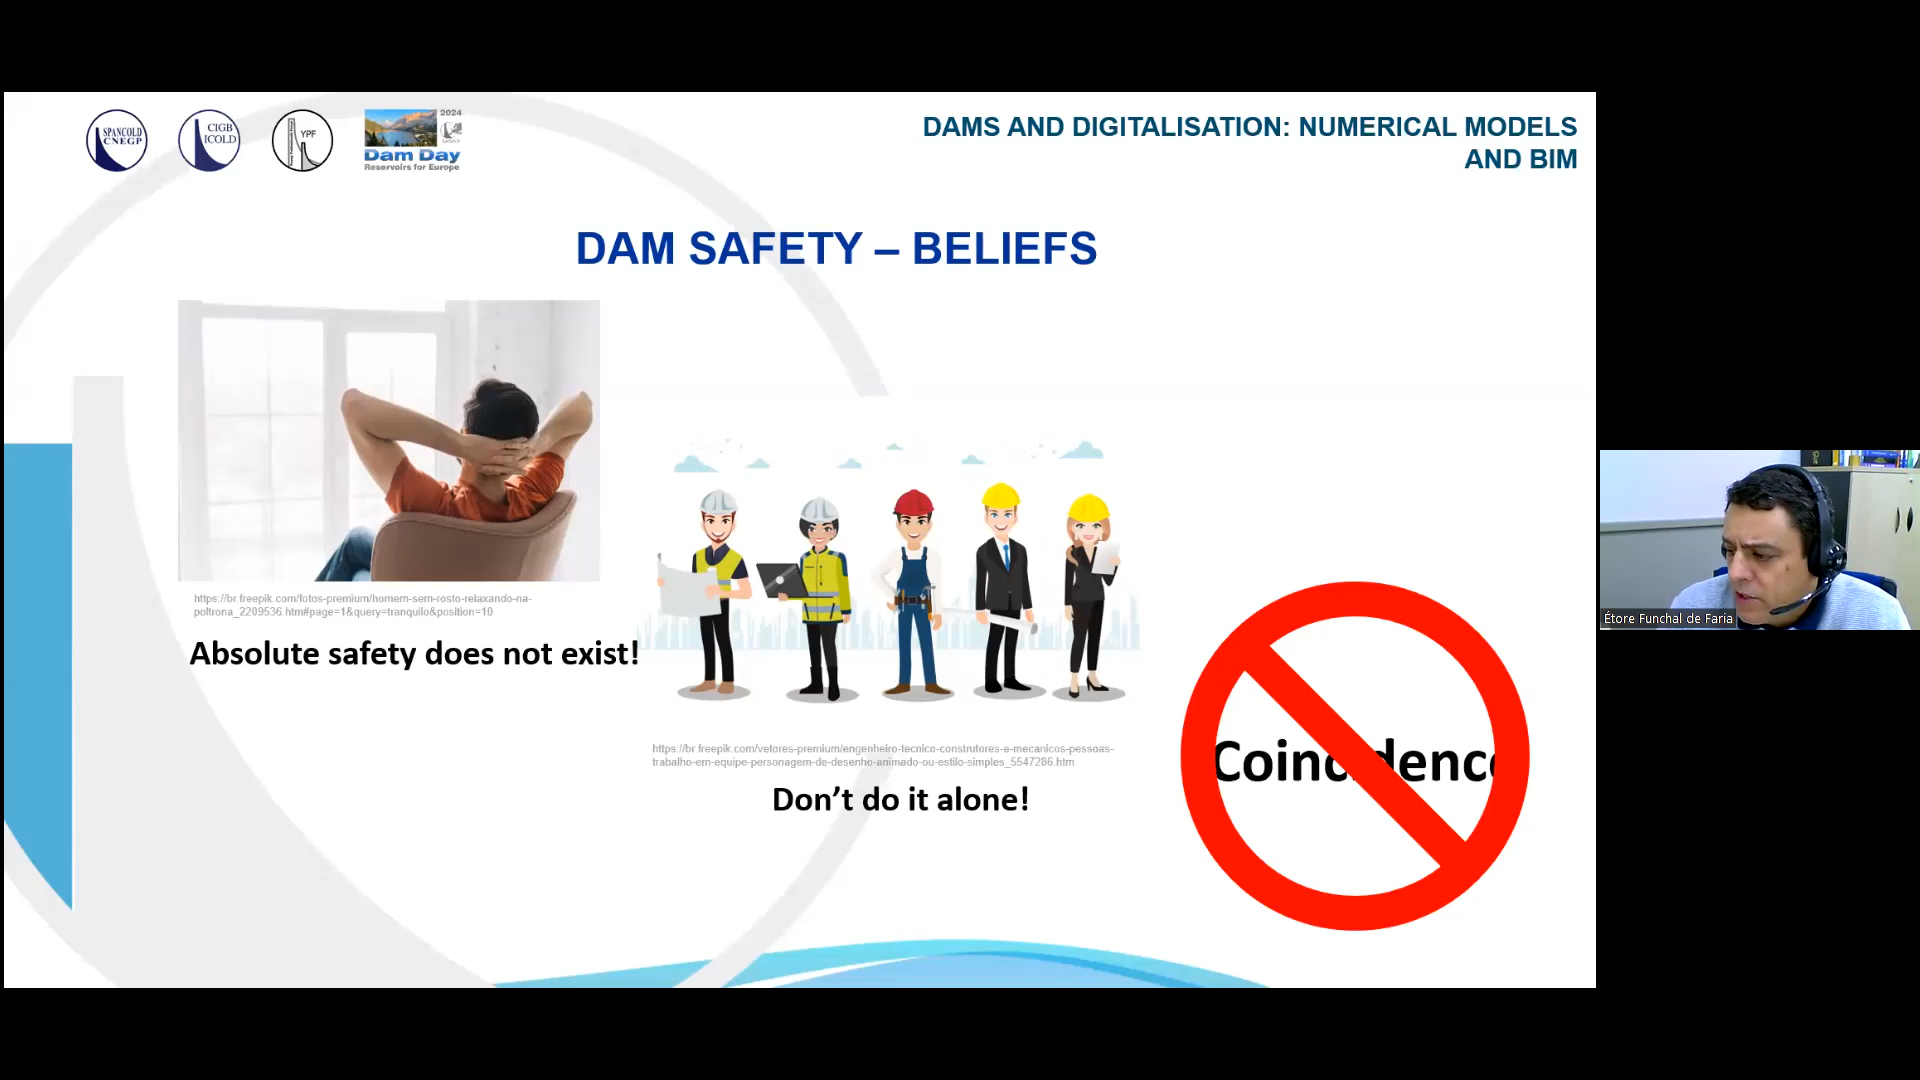 SPANCOLD
CNEGP
CIGB
ICOLD
YPF
2024
Dam Day
Reservoirs for Europe
DAMS AND DIGITALISATION: NUMERICAL MODELS
AND BIM
DAM SAFETY – BELIEFS
https://br.freepik.com/fotos-premium/homem-sem-rosto-relaxando-na-
poltrona_2209536.htm#page=1&query=tranquilo&position=10
Absolute safety does not exist!
https://br.freepik.com/vetores-premium/engenheiro-tecnico-construtores-e-mecanicos-pessoas-
trabalho-em-equipe-personagem-de-desenho-animado-ou-estilo-simples_5547286.htm
Don't do it alone!
Coincidence
Étore Funchal de Faria